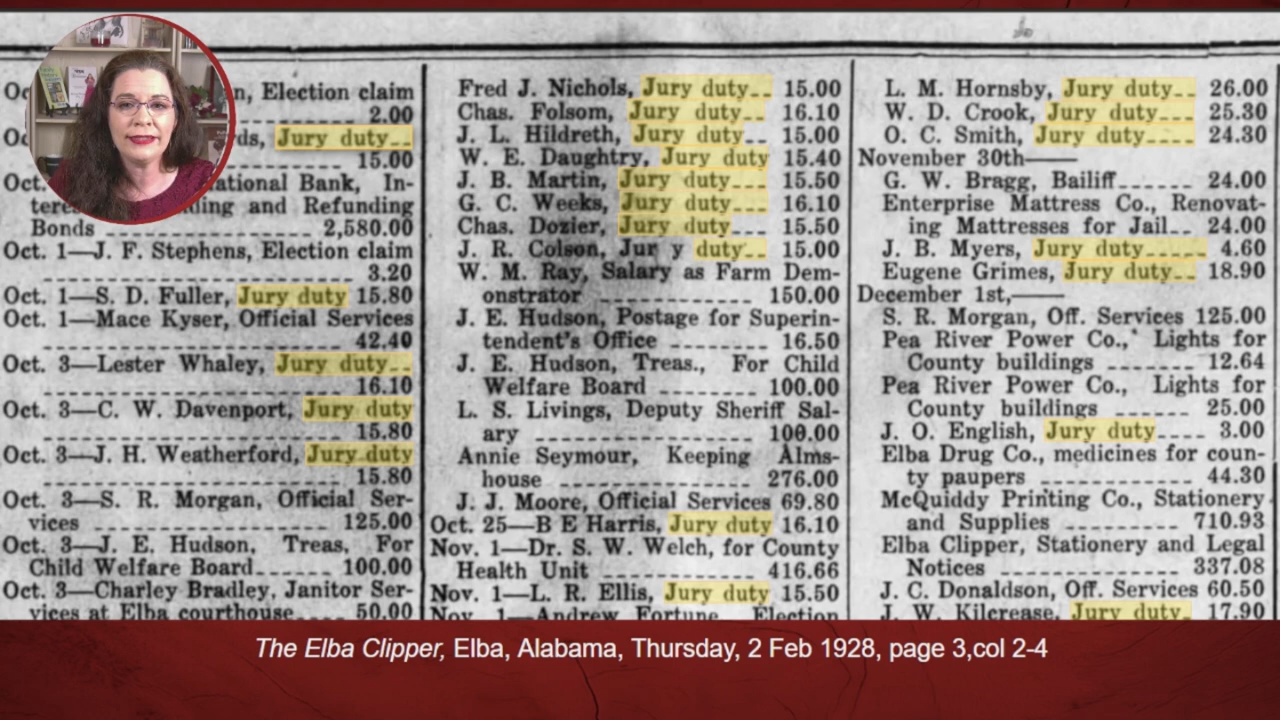 Oc n, Election claim
2.00
Oc ds, Jury duty
15.00
Oct. ational Bank, In-
teres ding and Refunding
Bonds 2,580.00
Oct. 1—J. F. Stephens, Election claim
3.20
Oct. 1—S. D. Fuller, Jury duty 15.80
Oct. 1—Mace Kyser, Official Services
42.40
Oct. 3—Lester Whaley, Jury duty
16.10
Oct. 3—C. W. Davenport, Jury duty
15.80
Oct. 3—J. H. Weatherford, Jury duty
15.80
Oct. 3—S. R. Morgan, Official Ser-
vices 125.00
Oct. 3—J. E. Hudson, Treas, For
Child Welfare Board 100.00
Oct. 3—Charley Bradley, Janitor Ser-
vices at Elba courthouse 50.00
Fred J. Nichols, Jury duty 15.00
Chas. Folsom, Jury duty 16.10
J. L. Hildreth, Jury duty 15.00
W. E. Daughtry, Jury duty 15.40
J. B. Martin, Jury duty 15.50
G. C. Weeks, Jury duty 16.10
Chas. Dozier, Jury duty 15.50
J. R. Colson, Jur y duty 15.00
W. M. Ray, Salary as Farm Dem-
onstrator 150.00
J. E. Hudson, Postage for Superin-
tendent's Office 16.50
J. E. Hudson, Treas., For Child
Welfare Board 100.00
L. S. Livings, Deputy Sheriff Sal-
ary 100.00
Annie Seymour, Keeping Alms-
house 276.00
J. J. Moore, Official Services 69.80
Oct. 25—B E Harris, Jury duty 16.10
Nov. 1—Dr. S. W. Welch, for County
Health Unit 416.66
Nov. 1—L. R. Ellis, Jury duty 15.50
Nov. 1—Andrew Fortune, Election
L. M. Hornsby, Jury duty 26.00
W. D. Crook, Jury duty 25.30
O. C. Smith, Jury duty 24.30
November 30th——
G. W. Bragg, Bailiff 24.00
Enterprise Mattress Co., Renovat-
ing Mattresses for Jail 24.00
J. B. Myers, Jury duty 4.60
Eugene Grimes, Jury duty 18.90
December 1st,——
S. R. Morgan, Off. Services 125.00
Pea River Power Co., Lights for
County buildings 12.64
Pea River Power Co., Lights for
County buildings 25.00
J. O. English, Jury duty 3.00
Elba Drug Co., medicines for coun-
ty paupers 44.30
McQuiddy Printing Co., Stationery
and Supplies 710.93
Elba Clipper, Stationery and Legal
Notices 337.08
J. C. Donaldson, Off. Services 60.50
J. W. Kilcrease, Jury duty 17.90
The Elba Clipper, Elba, Alabama, Thursday, 2 Feb 1928, page 3,col 2-4